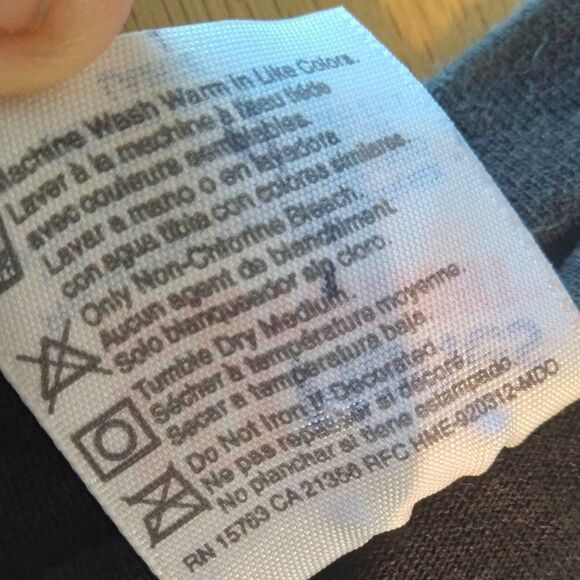 Machine Wash Warm in Like Colors.
Laver à la machine à l'eau tiède
avec couleurs semblables.
Lavar a mano o en lavadora
con agua tibia con colores similares.
Only Non-Chlorine Bleach.
Aucun agent de blanchiment
Solo blanqueador sin cloro.
Tumble Dry Medium.
Sécher à température moyenne.
Secar a temperatura baja.
Do Not Iron If Decorated
Ne pas repasser si décoré
No planchar si tiene estampado.
RN 15763 CA 21356 RFC HME-920312-MD0